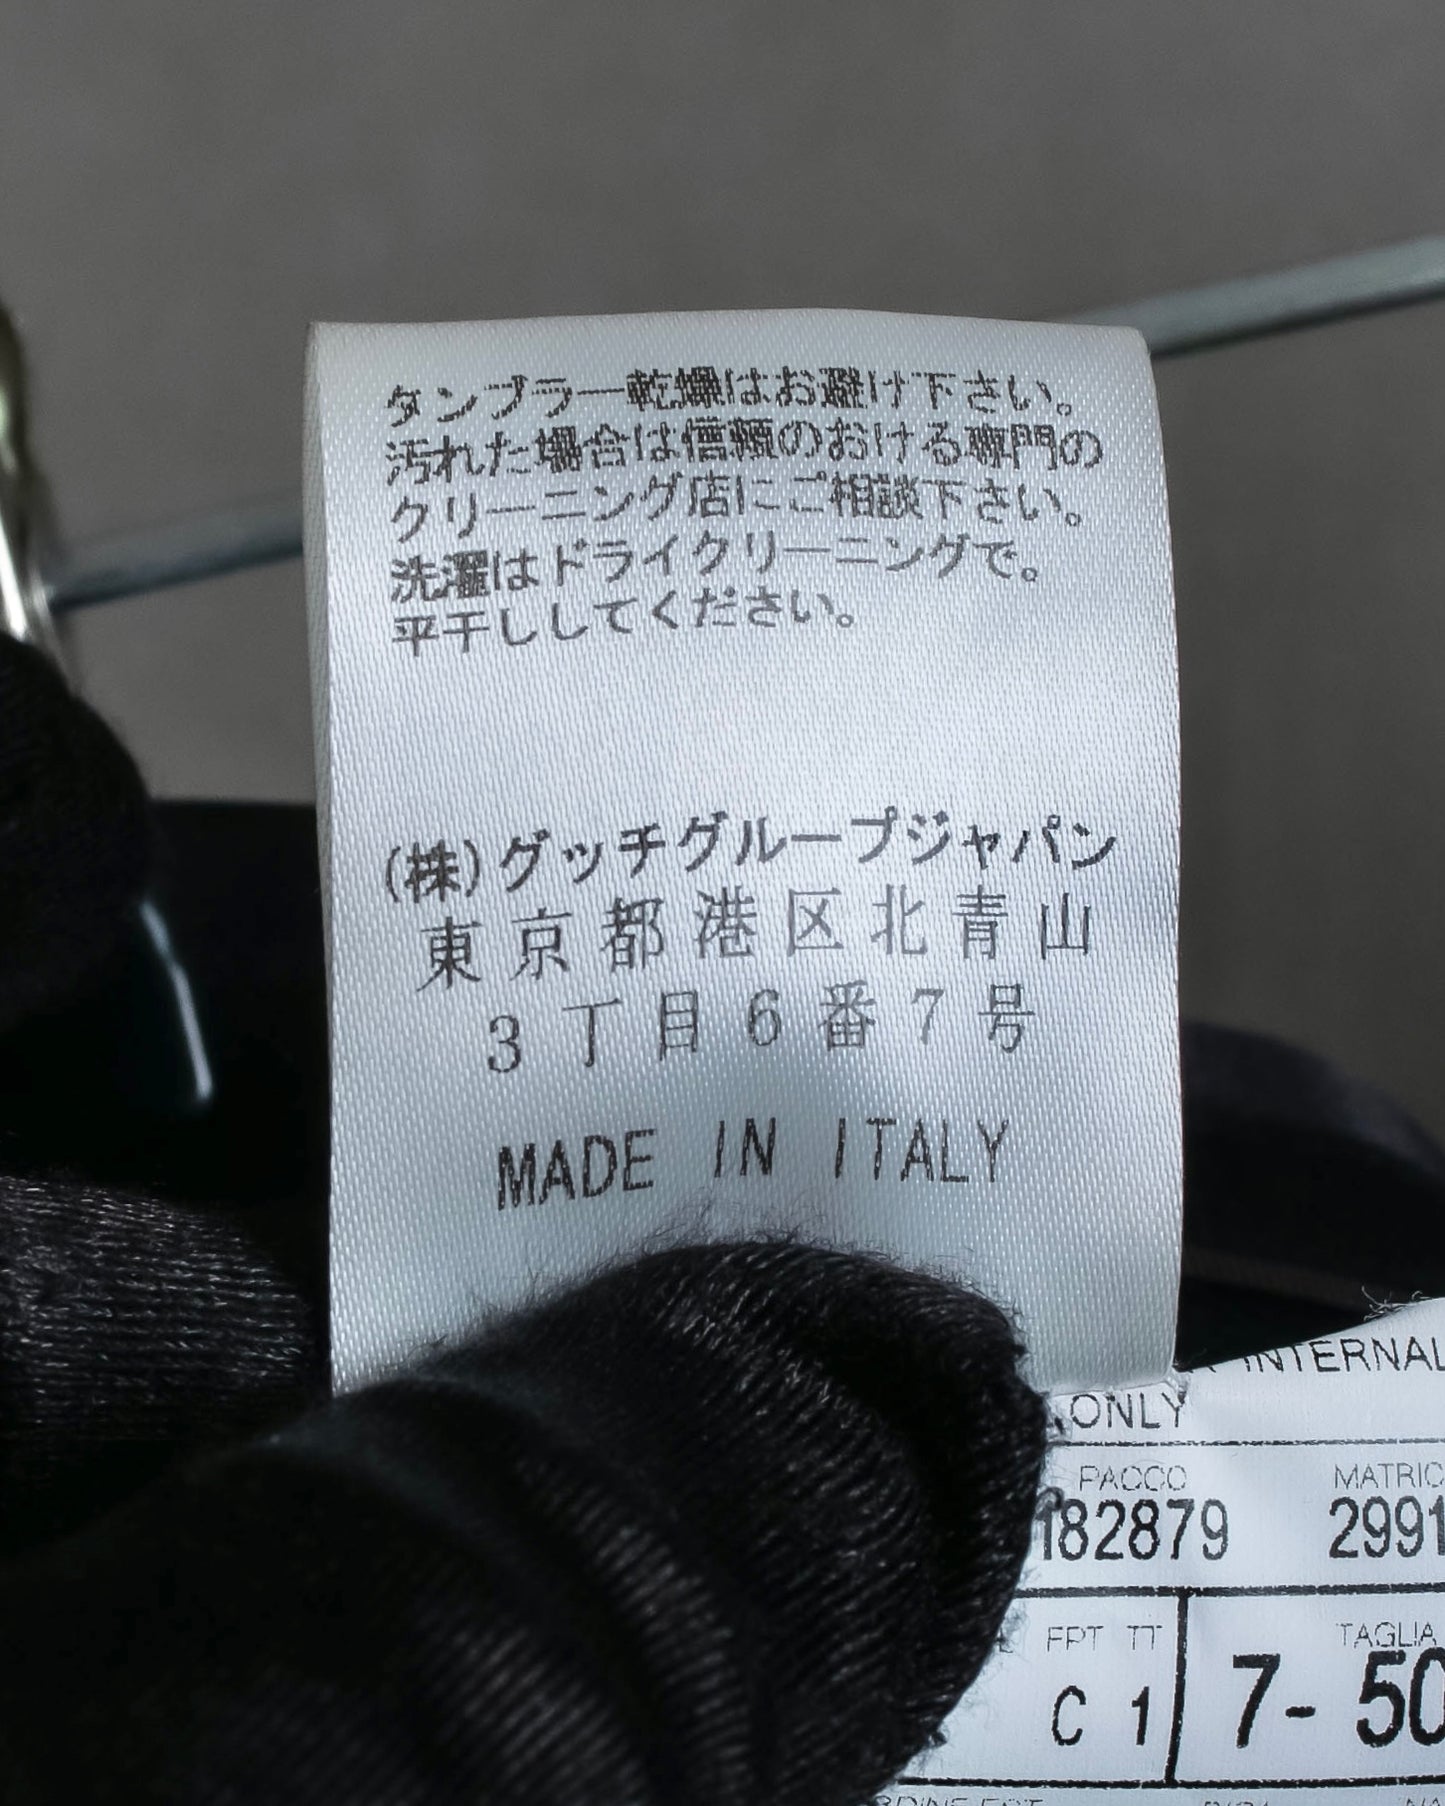 タンブラー乾燥はお避け下さい。
汚れた場合は信頼のおける専門の
クリーニング店にご相談下さい。
洗濯はドライクリーニングで。
平干ししてください。
(株)グッチグループジャパン
東京都港区北青山
3丁目6番7号
MADE IN ITALY
INTERNAL
ONLY
PACCO MATRIC
182879 2991
FPT TT TAGLIA
C 1 7- 50